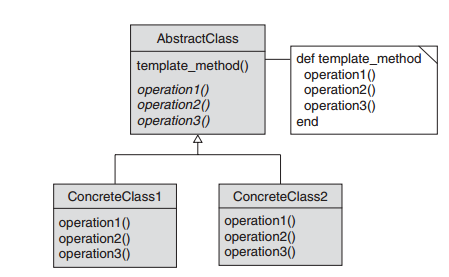 AbstractClass
template_method()
operation1()
operation2()
operation3()
def template_method
operation1()
operation2()
operation3()
end
ConcreteClass1
operation1()
operation2()
operation3()
ConcreteClass2
operation1()
operation2()
operation3()